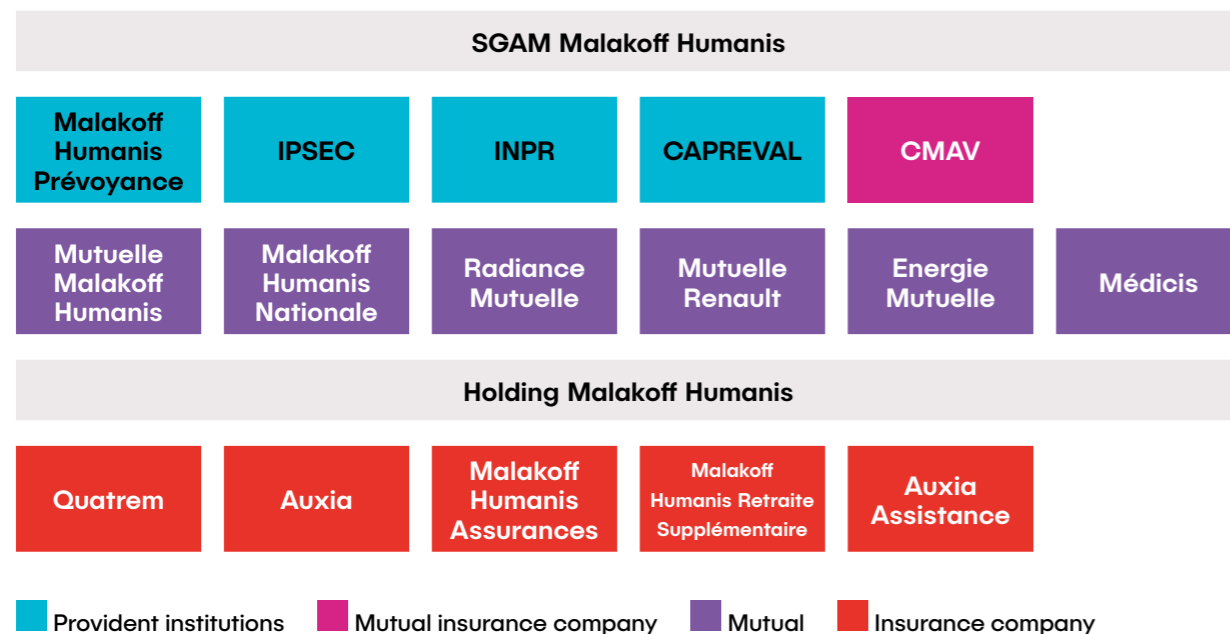 SGAM Malakoff Humanis
Malakoff
Humanis
Prévoyance
IPSEC
INPR
CAPREVAL
CMAV
Mutuelle
Malakoff
Humanis
Malakoff
Humanis
Nationale
Radiance
Mutuelle
Mutuelle
Renault
Energie
Mutuelle
Médicis
Holding Malakoff Humanis
Quatrem
Auxia
Malakoff
Humanis
Assurances
Malakoff
Humanis Retraite
Supplémentaire
Auxia
Assistance
Provident institutions
Mutual insurance company
Mutual
Insurance company